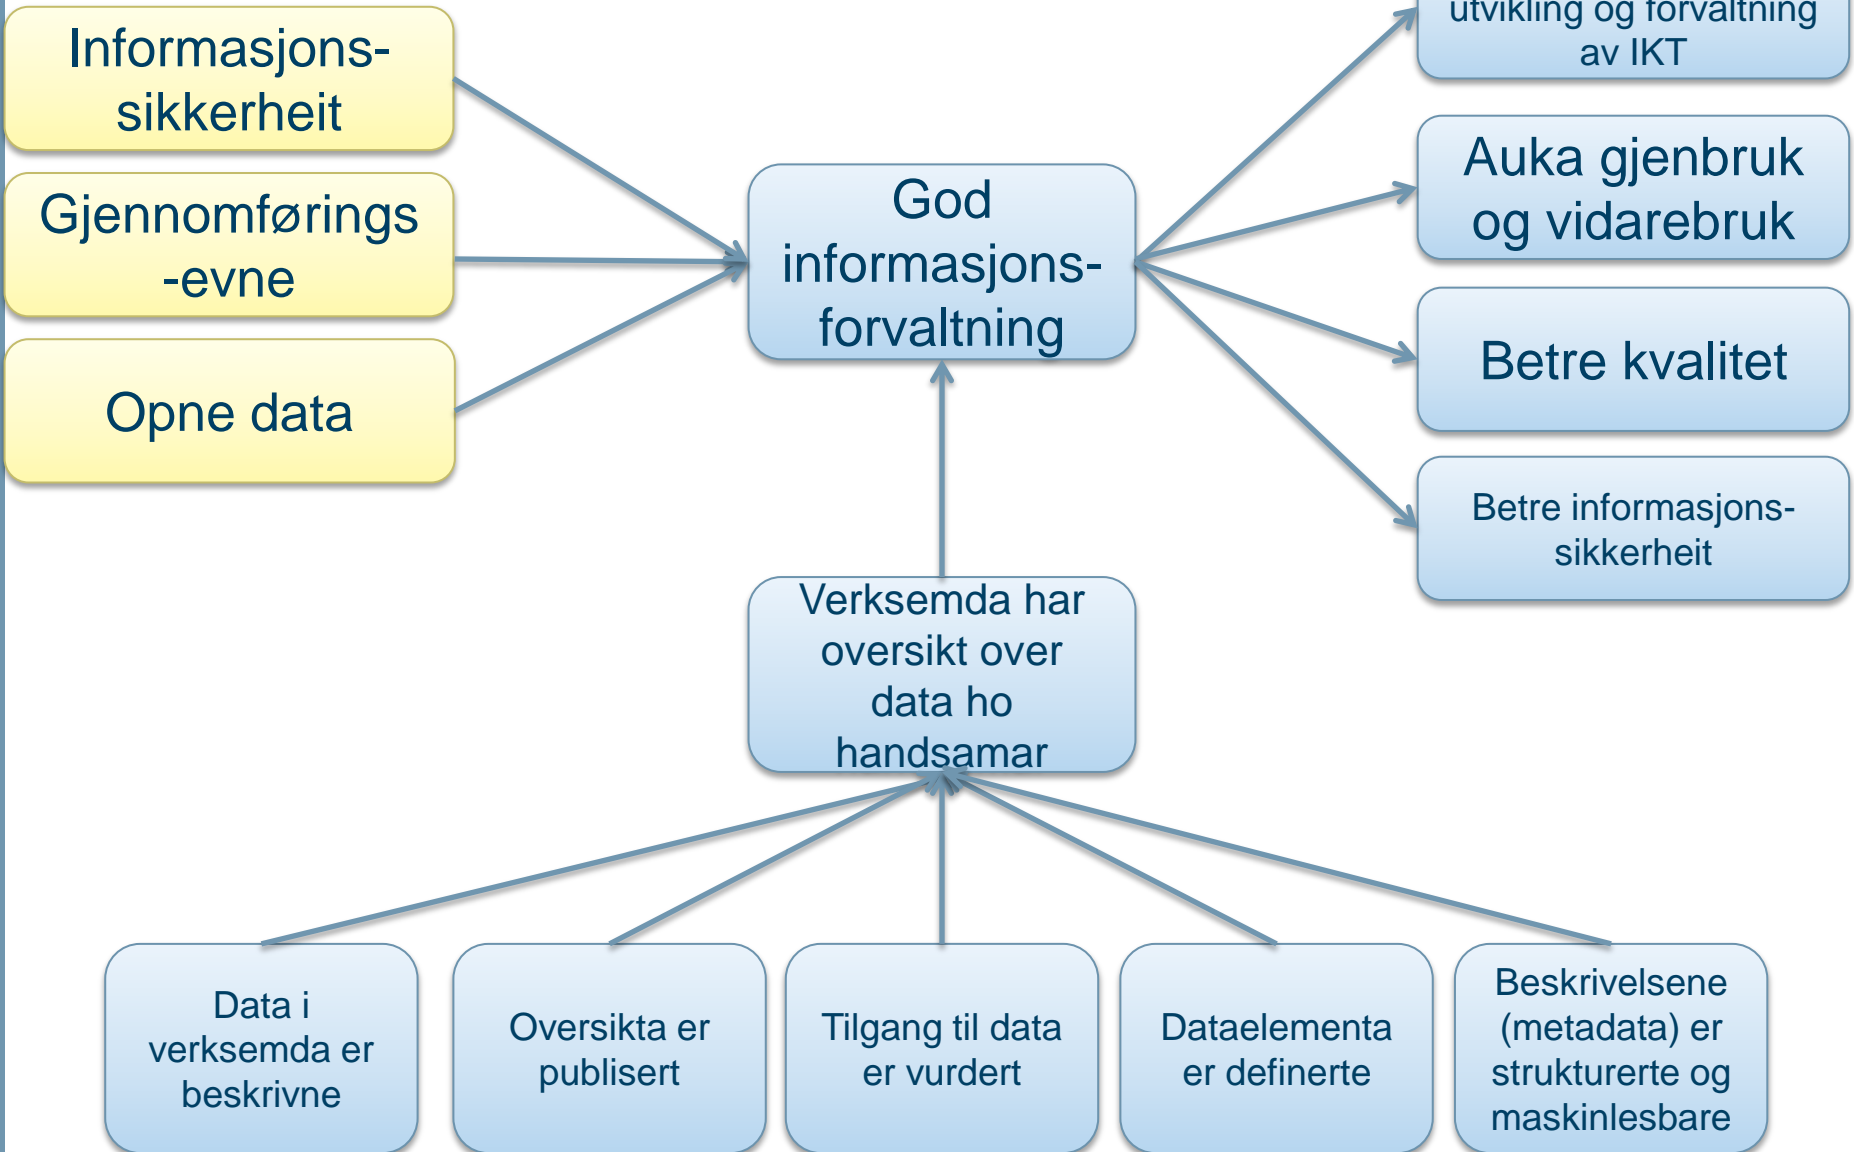 Informasjons-
sikkerheit
Gjennomførings
-evne
Opne data
God
informasjons-
forvaltning
utvikling og forvaltning
av IKT
Auka gjenbruk
og vidarebruk
Betre kvalitet
Betre informasjons-
sikkerheit
Verksemda har
oversikt over
data ho
handsamar
Data i
verksemda er
beskrivne
Oversikta er
publisert
Tilgang til data
er vurdert
Dataelementa
er definerte
Beskrivelsene
(metadata) er
strukturerte og
maskinlesbare